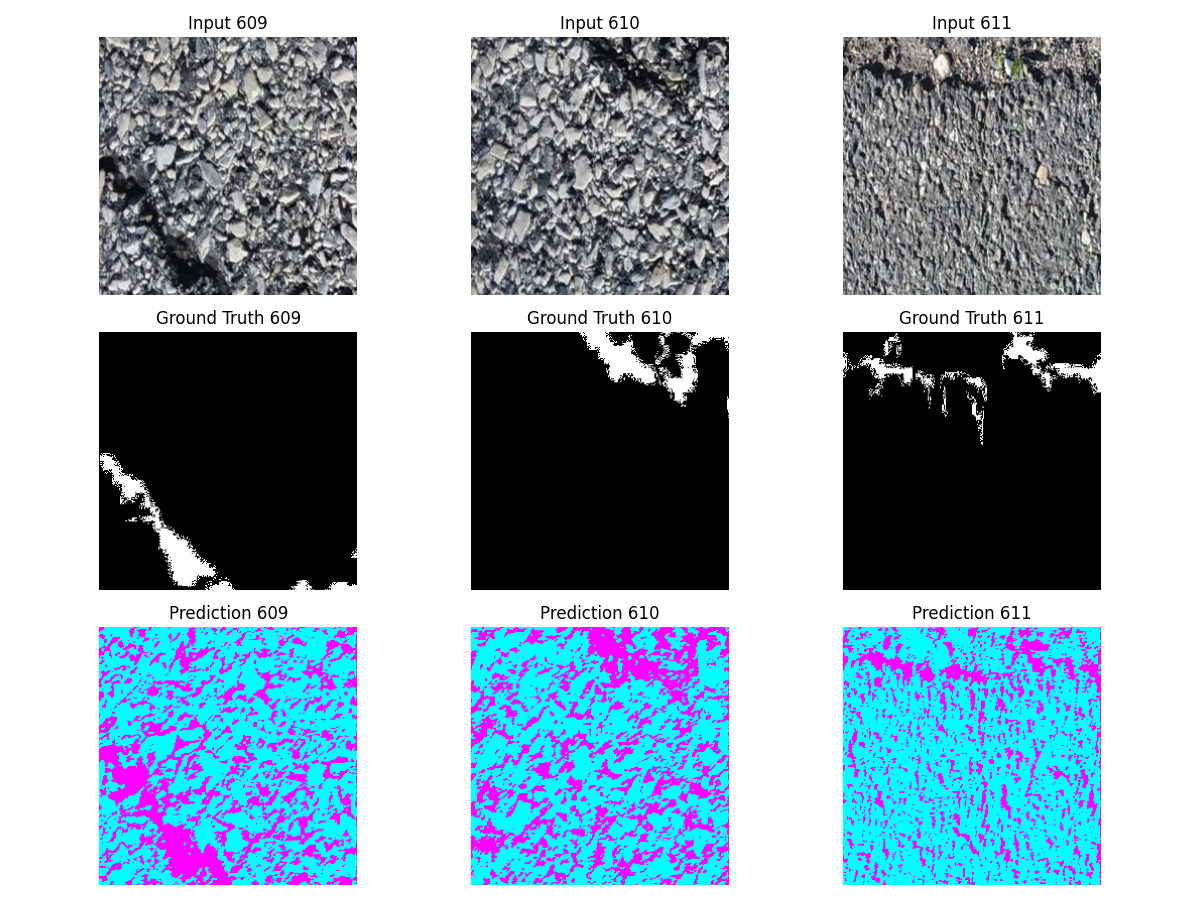 Input 609
Input 610
Input 611
Ground Truth 609
Ground Truth 610
Ground Truth 611
Prediction 609
Prediction 610
Prediction 611